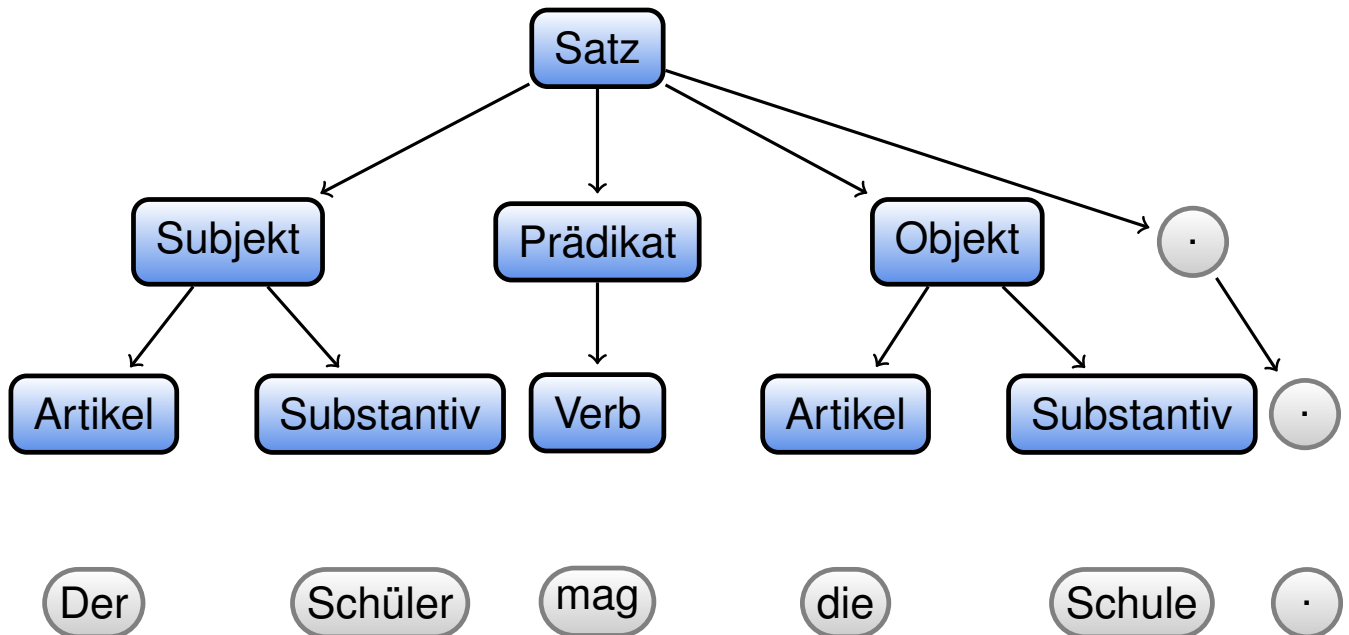 Satz
Subjekt Prädikat Objekt .
Artikel Substantiv Verb Artikel Substantiv .
Der Schüler mag die Schule .